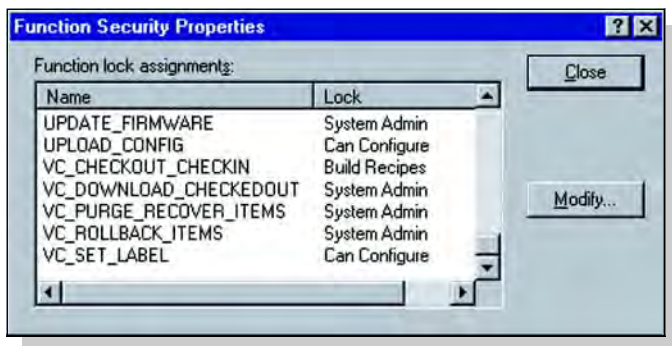 Function Security Properties
Function lock assignments:
Close
Name Lock
UPDATE_FIRMWARE System Admin
UPLOAD_CONFIG Can Configure
VC_CHECKOUT_CHECKIN Build Recipes
VC_DOWNLOAD_CHECKEDOUT System Admin
VC_PURGE_RECOVER_ITEMS System Admin
VC_ROLLBACK_ITEMS System Admin
VC_SET_LABEL Can Configure
Modify...